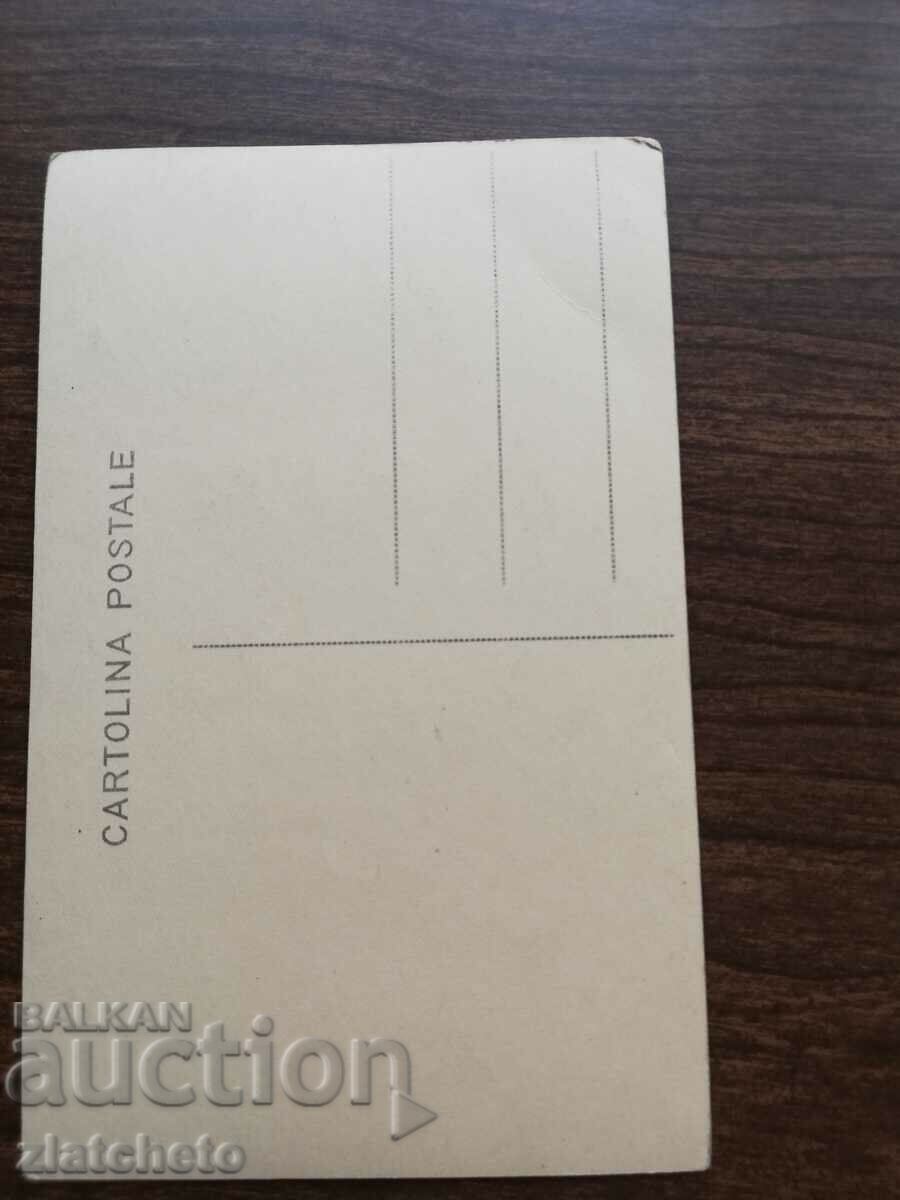 CARTOLINA POSTALE
BALKAN
auction
zlatcheto